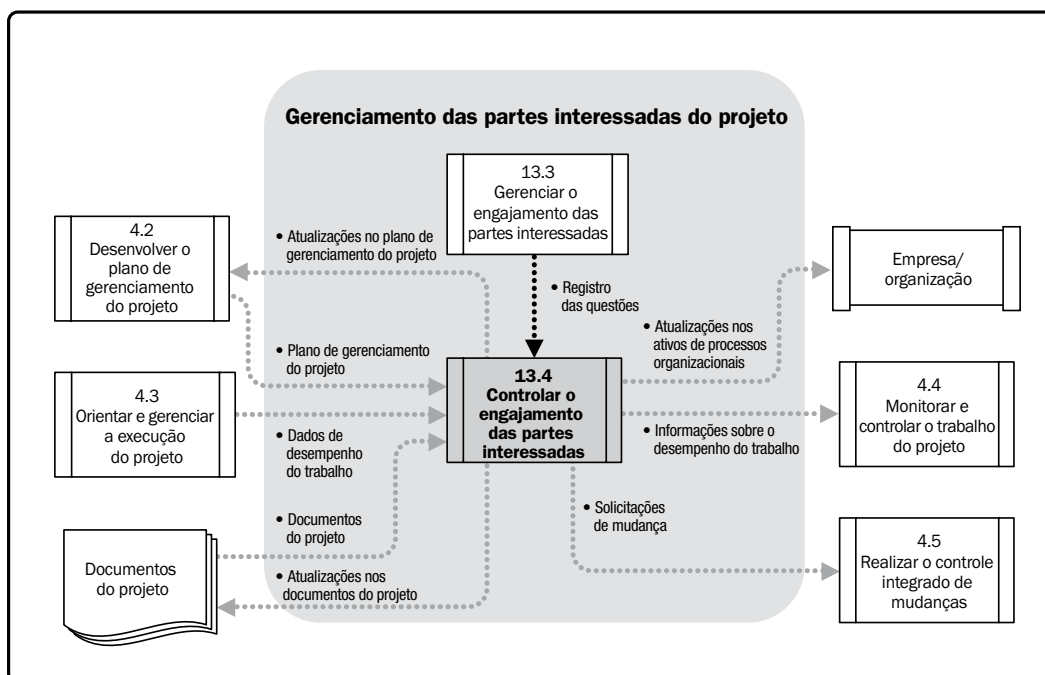 Gerenciamento das partes interessadas do projeto
13.3
Gerenciar o
engajamento das
partes interessadas
4.2
Desenvolver o
plano de
gerenciamento
do projeto
• Atualizações no plano de
gerenciamento do projeto
Empresa/
organização
• Registro
das questões
• Atualizações nos
ativos de processos
organizacionais
• Plano de gerenciamento
do projeto
13.4
Controlar o
engajamento
das partes
interessadas
4.3
Orientar e gerenciar
a execução
do projeto
4.4
Monitorar e
controlar o trabalho
do projeto
• Dados de
desempenho
do trabalho
• Informações sobre o
desempenho do trabalho
• Solicitações
de mudança
• Documentos
do projeto
4.5
Realizar o controle
integrado de
mudanças
Documentos
do projeto
• Atualizações nos
documentos do projeto